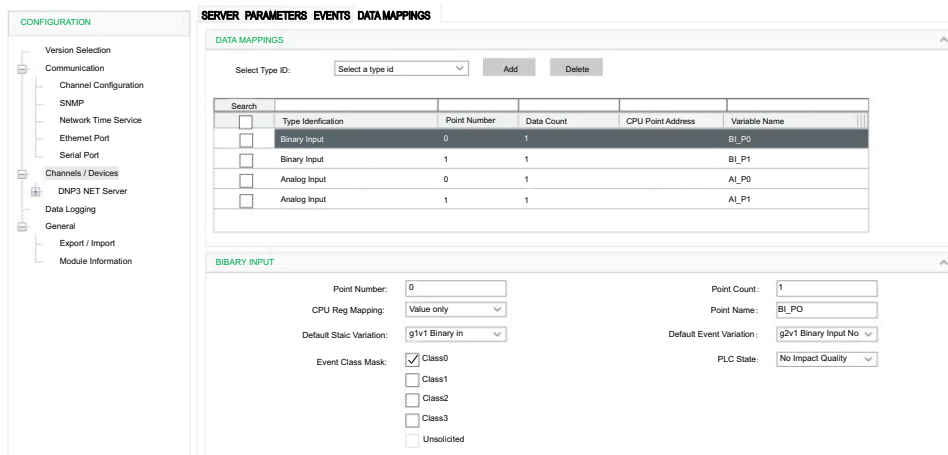 CONFIGURATION
Version Selection
Communication
Channel Configuration
SNMP
Network Time Service
Ethernet Port
Serial Port
Channels / Devices
DNP3 NET Server
Data Logging
General
Export / Import
Module Information
SERVER PARAMETERS EVENTS DATA MAPPINGS
DATA MAPPINGS
Select Type ID: Select a type id Add Delete
Search
Type Idenfication Point Number Data Count CPU Point Address Variable Name
Binary Input 0 1 BI_P0
Binary Input 1 1 BI_P1
Analog Input 0 1 AI_P0
Analog Input 1 1 AI_P1
BIBARY INPUT
Point Number: 0 Point Count: 1
CPU Reg Mapping: Value only Point Name: BI_PO
Default Staic Variation: g1v1 Binary in Default Event Variation: g2v1 Binary Input No
Event Class Mask: Class0 PLC State: No Impact Quality
Class1
Class2
Class3
Unsolicited